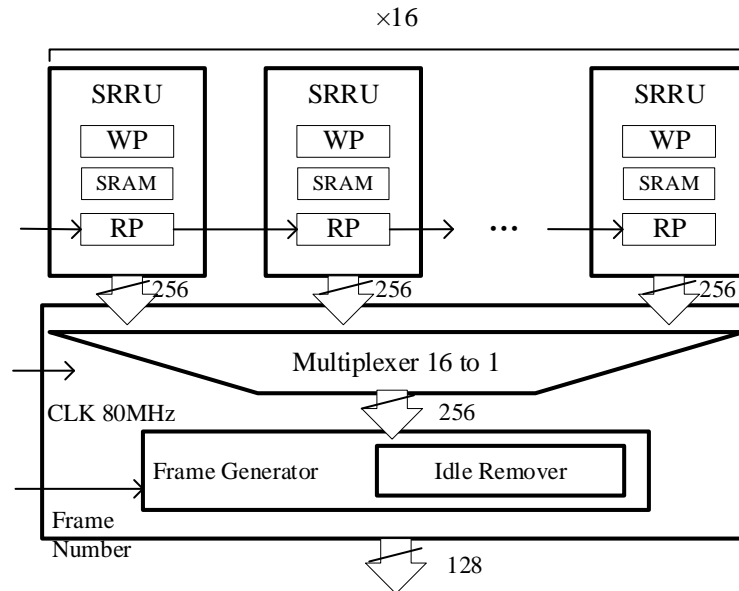 ×16
SRRU SRRU SRRU
WP WP WP
SRAM SRAM SRAM
RP RP ... RP
256 256 256
Multiplexer 16 to 1
CLK 80MHz
256
Frame Generator Idle Remover
Frame
Number
128